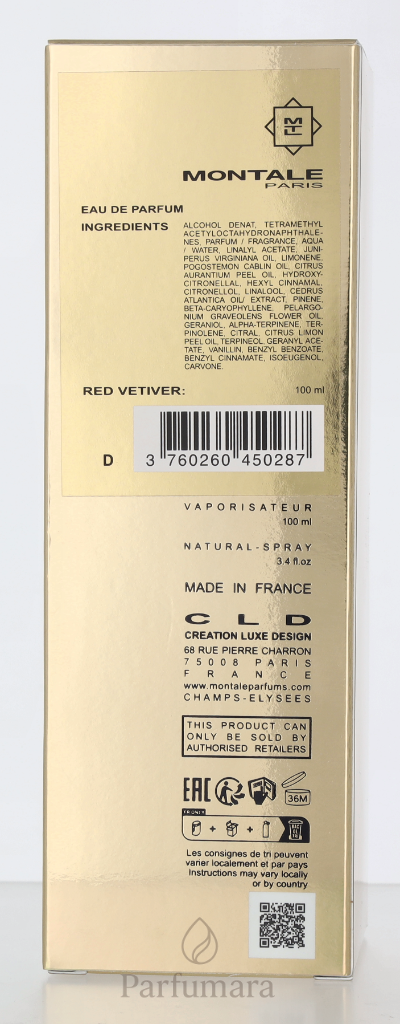 MONTALE
PARIS
EAU DE PARFUM
INGREDIENTS
ALCOHOL DENAT, TETRAMETHYL
ACETYLOCTAHYDRONAPHTHALE-
NES, PARFUM / FRAGRANCE, AQUA
/ WATER, LINALYL ACETATE, JUNI-
PERUS VIRGINIANA OIL, LIMONENE,
POGOSTEMON CABLIN OIL, CITRUS
AURANTIUM PEEL OIL, HYDROXY-
CITRONELLAL, HEXYL CINNAMAL,
CITRONELLOL, LINALOOL, CEDRUS
ATLANTICA OIL/ EXTRACT, PINENE,
BETA-CARYOPHYLLENE, PELARGO-
NIUM GRAVEOLENS FLOWER OIL,
GERANIOL, ALPHA-TERPINENE, TER-
PINOLENE, CITRAL, CITRUS LIMON
PEEL OIL, TERPINEOL, GERANYL ACE-
TATE, VANILLIN, BENZYL BENZOATE,
BENZYL CINNAMATE, ISOEUGENOL,
CARVONE.
RED VETIVER: 100 ml
D 3 760260 450287
VAPORISATEUR
100 ml
NATURAL-SPRAY
3.4 fl.oz
MADE IN FRANCE
CLD
CREATION LUXE DESIGN
68 RUE PIERRE CHARRON
75008 PARIS
FRANCE
www.montaleparfums.com
CHAMPS-ELYSEES
THIS PRODUCT CAN
ONLY BE SOLD BY
AUTHORISED RETAILERS
EAC
36M
+ +
Les consignes de tri peuvent
varier localement et par pays
Instructions may vary locally
or by country
Parfumara